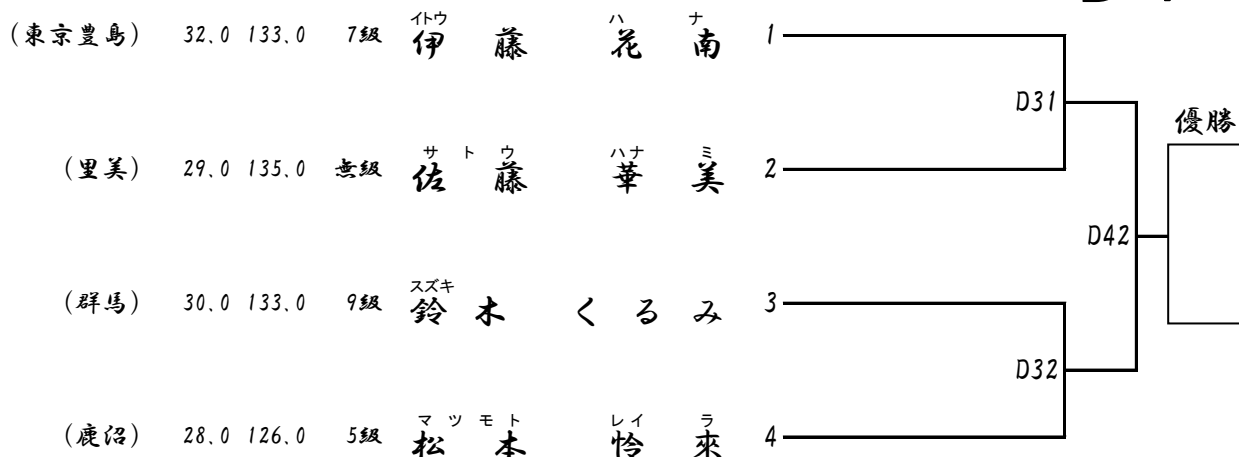 (東京豊島) 32.0 133.0 7級 伊藤 花南 1
イトウ ハナ
D31
優勝
(里美) 29.0 135.0 無級 佐藤 華美 2
サトウ ハナミ
D42
(群馬) 30.0 133.0 9級 鈴木 くるみ 3
スズキ
D32
(鹿沼) 28.0 126.0 5級 松本 怜來 4
マツモト レイラ